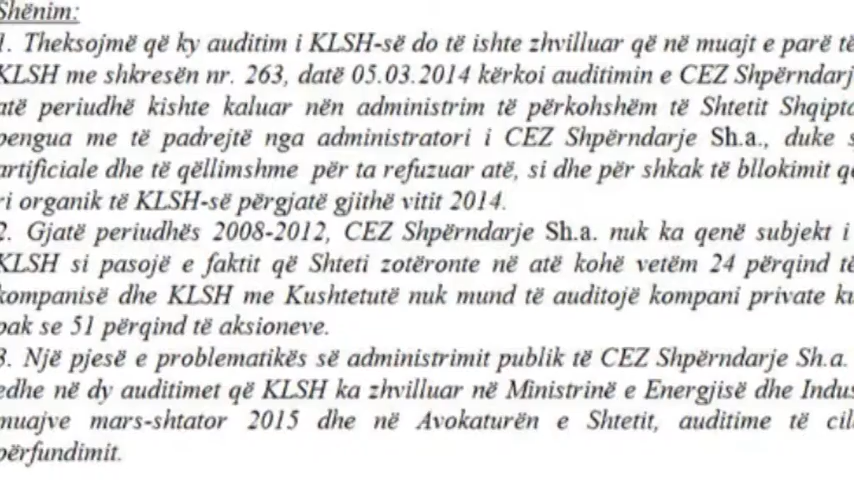 Shënim:
1. Theksojmë që ky auditim i KLSH-së do të ishte zhvilluar që në muajt e parë të
KLSH me shkresën nr. 263, datë 05.03.2014 kërkoi auditimin e CEZ Shpërndarj
atë periudhë kishte kaluar nën administrim të përkohshëm të Shtetit Shqipta
pengua me të padrejtë nga administratori i CEZ Shpërndarje Sh.a., duke s
artificiale dhe të qëllimshme për ta refuzuar atë, si dhe për shkak të bllokimit që
ri organik të KLSH-së përgjatë gjithë vitit 2014.
2. Gjatë periudhës 2008-2012, CEZ Shpërndarje Sh.a. nuk ka qenë subjekt i
KLSH si pasojë e faktit që Shteti zotëronte në atë kohë vetëm 24 përqind të
kompanisë dhe KLSH me Kushtetutë nuk mund të auditojë kompani private ku
pak se 51 përqind të aksioneve.
3. Një pjesë e problematikës së administrimit publik të CEZ Shpërndarje Sh.a.
edhe në dy auditimet që KLSH ka zhvilluar në Ministrinë e Energjisë dhe Indus
muajve mars-shtator 2015 dhe në Avokaturën e Shtetit, auditime të cila
përfundimit.